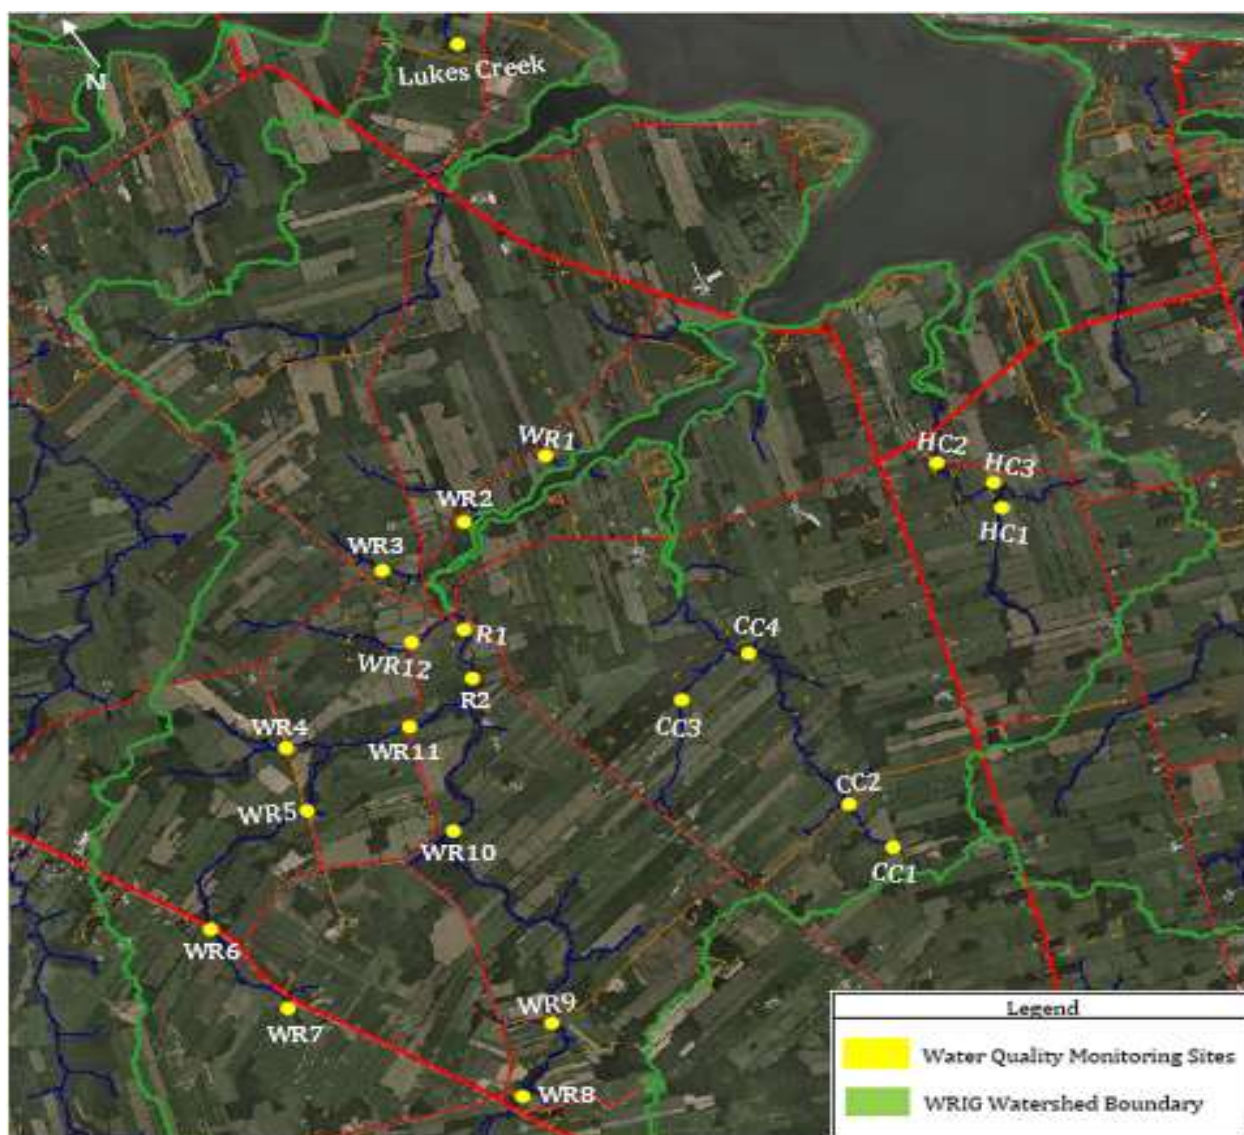 N
Lukes Creek
WR1
WR2
HC2
HC3
HC1
WR3
R1
WR12
R2
CC4
CC3
WR4
WR11
WR5
WR10
CC2
CC1
WR6
WR7
WR9
WR8
Legend
Water Quality Monitoring Sites
WRIG Watershed Boundary